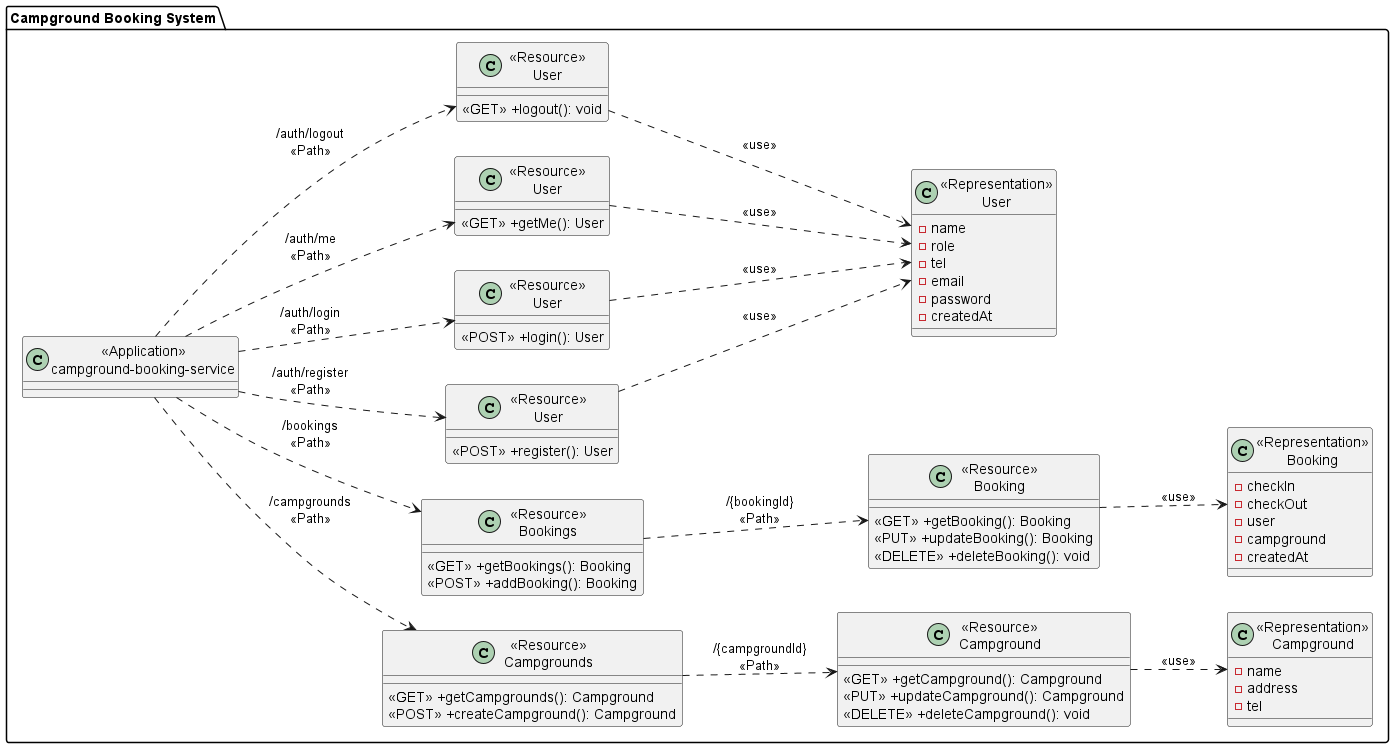 Campground Booking System
«Resource»
User
«GET» +logout(): void
/auth/logout
«Path»
«use»
«Resource»
User
«GET» +getMe(): User
/auth/me
«Path»
«use»
«Representation»
User
name
role
tel
email
password
createdAt
«Resource»
User
«POST» +login(): User
/auth/login
«Path»
«use»
«Application»
campground-booking-service
«Resource»
User
«POST» +register(): User
/auth/register
«Path»
«use»
/bookings
«Path»
«Resource»
Bookings
«GET» +getBookings(): Booking
«POST» +addBooking(): Booking
/{bookingId}
«Path»
«Resource»
Booking
«GET» +getBooking(): Booking
«PUT» +updateBooking(): Booking
«DELETE» +deleteBooking(): void
«use»
«Representation»
Booking
checkIn
checkOut
user
campground
createdAt
/campgrounds
«Path»
«Resource»
Campgrounds
«GET» +getCampgrounds(): Campground
«POST» +createCampground(): Campground
/{campgroundId}
«Path»
«Resource»
Campground
«GET» +getCampground(): Campground
«PUT» +updateCampground(): Campground
«DELETE» +deleteCampground(): void
«use»
«Representation»
Campground
name
address
tel